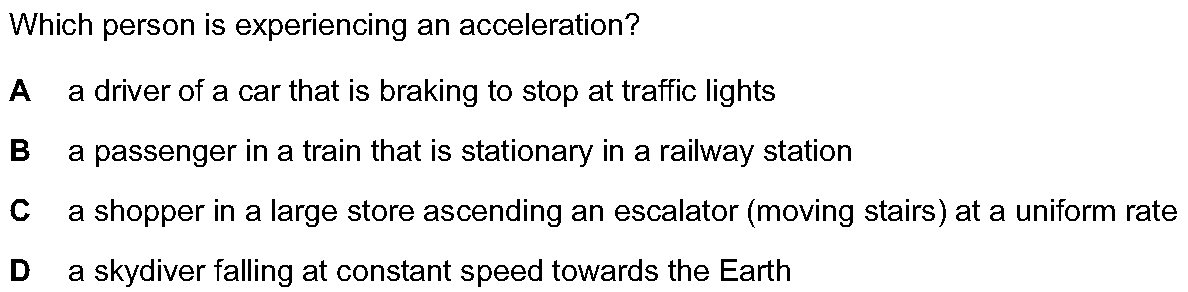 Which person is experiencing an acceleration?
A a driver of a car that is braking to stop at traffic lights
B a passenger in a train that is stationary in a railway station
C a shopper in a large store ascending an escalator (moving stairs) at a uniform rate
D a skydiver falling at constant speed towards the Earth